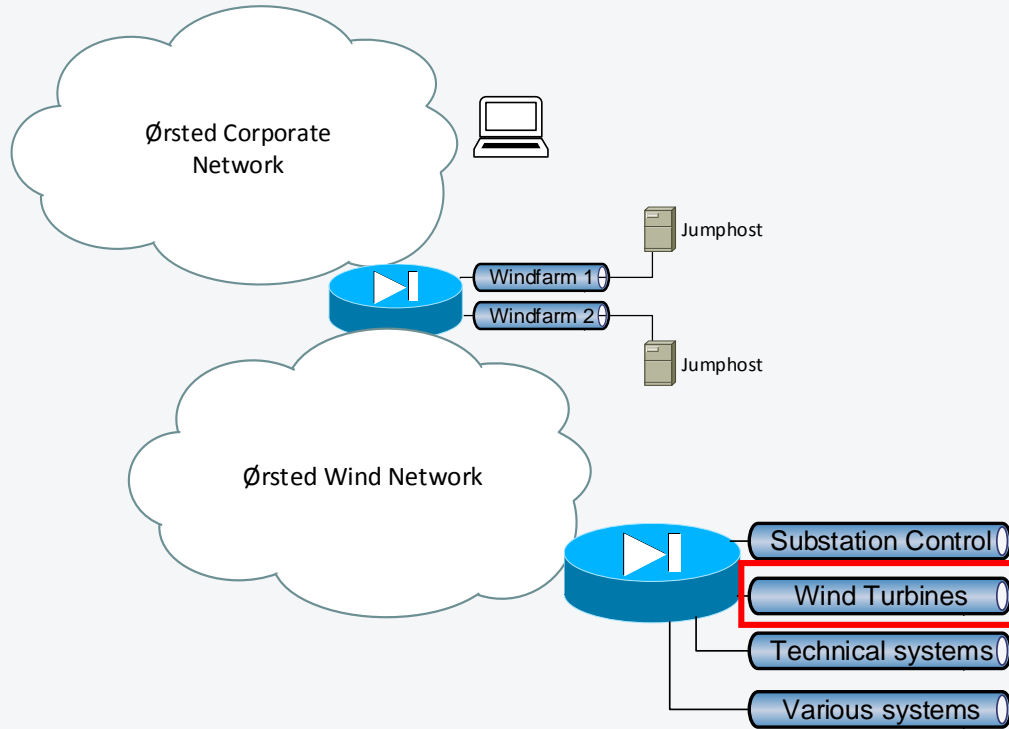 Ørsted Corporate
Network
Jumphost
Windfarm 1
Windfarm 2
Jumphost
Ørsted Wind Network
Substation Control
Wind Turbines
Technical systems
Various systems